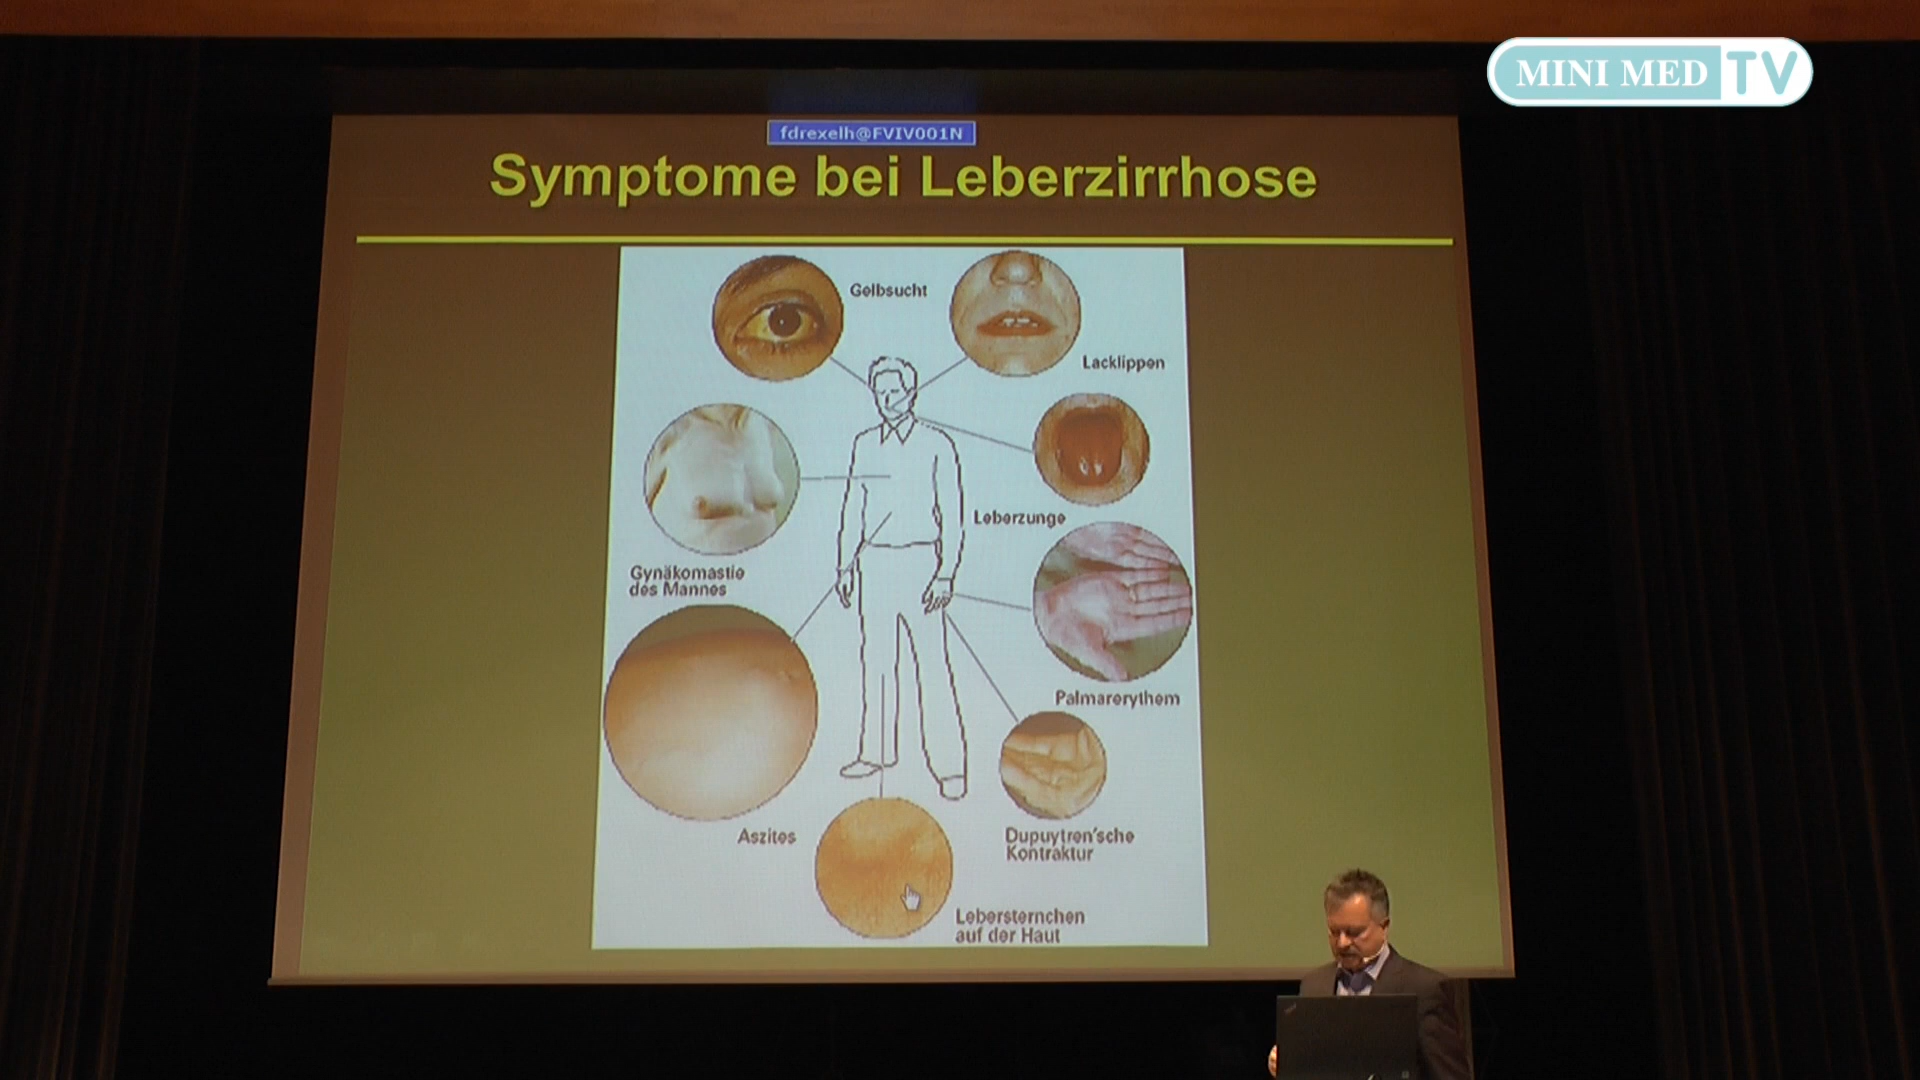 MINI MED TV
fdrexelh@FVIV001N
Symptome bei Leberzirrhose
Gelbsucht
Lacklippen
Leberzunge
Gynäkomastie
des Mannes
Palmarerythem
Aszites
Dupuytren'sche
Kontraktur
Lebersternchen
auf der Haut